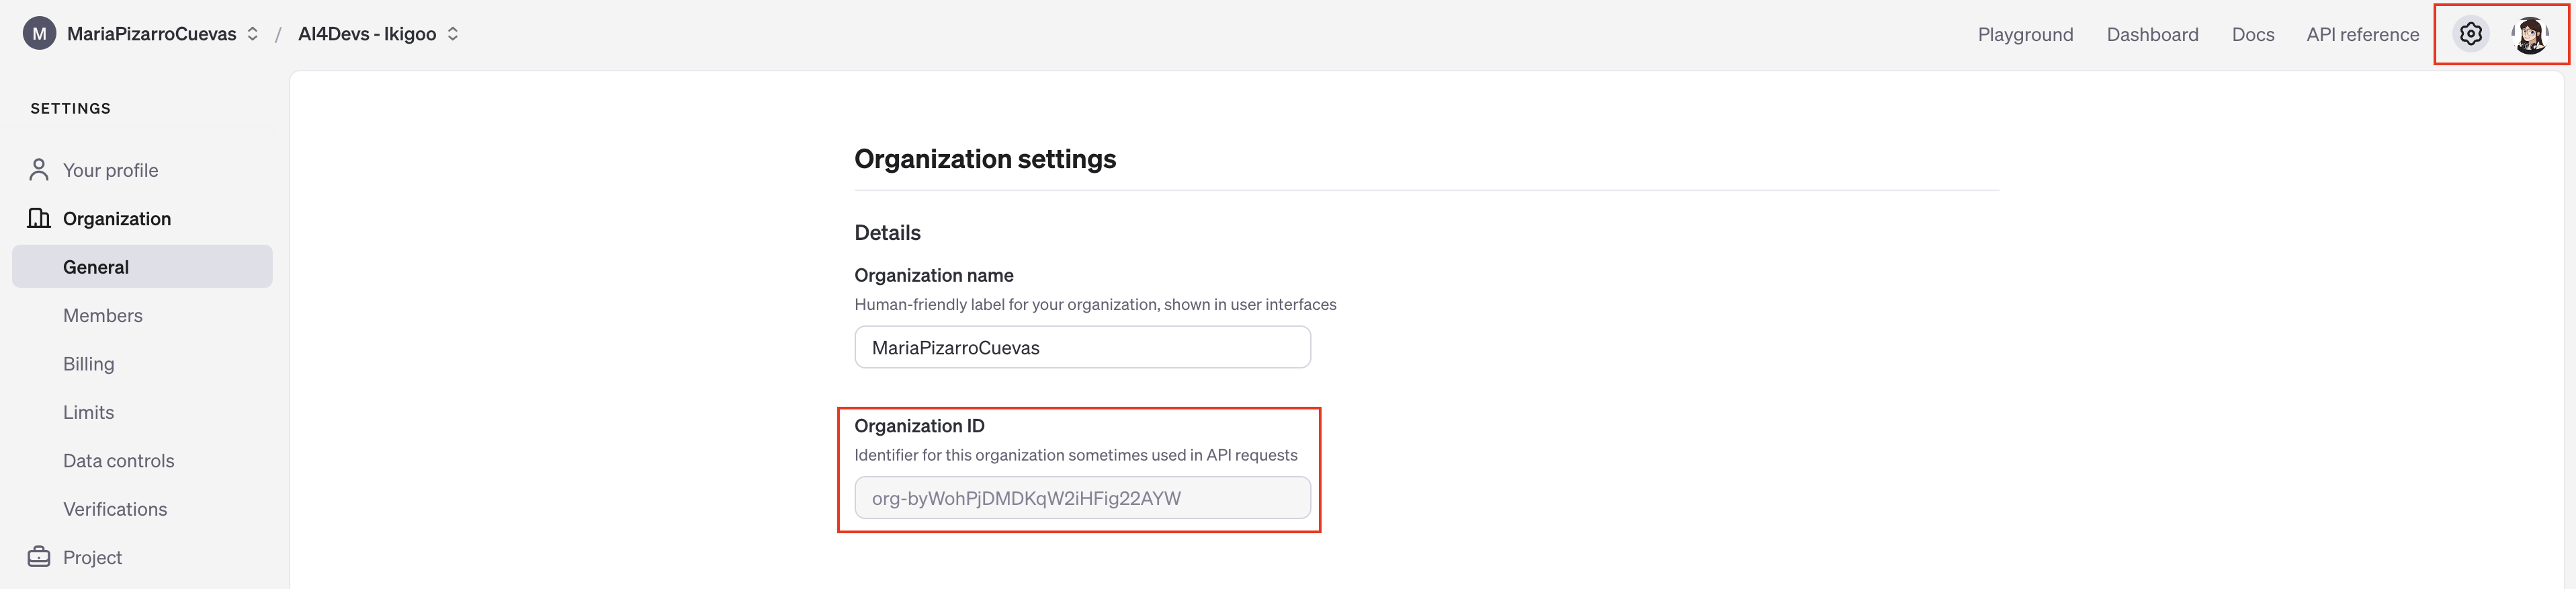 M MariaPizarroCuevas / AI4Devs - Ikigoo Playground Dashboard Docs API reference
SETTINGS
Your profile
Organization
General
Members
Billing
Limits
Data controls
Verifications
Project
Organization settings
Details
Organization name
Human-friendly label for your organization, shown in user interfaces
MariaPizarroCuevas
Organization ID
Identifier for this organization sometimes used in API requests
org-byWohPjDMDKqW2iHFig22AYW